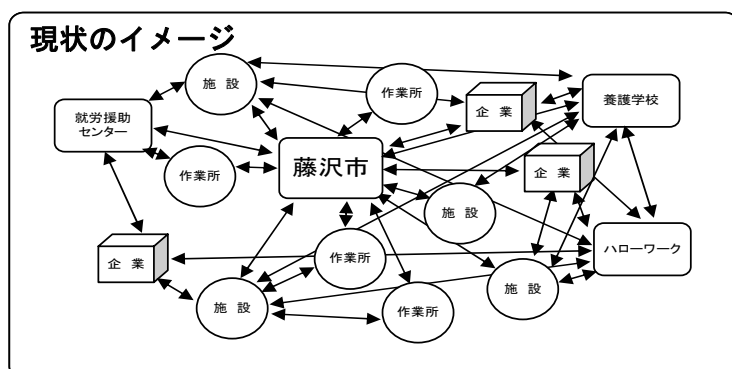 現状のイメージ
施 設
作業所
企 業
養護学校
就労援助
センター
藤沢市
作業所
企 業
施 設
ハローワーク
企 業
作業所
施 設
施 設
作業所